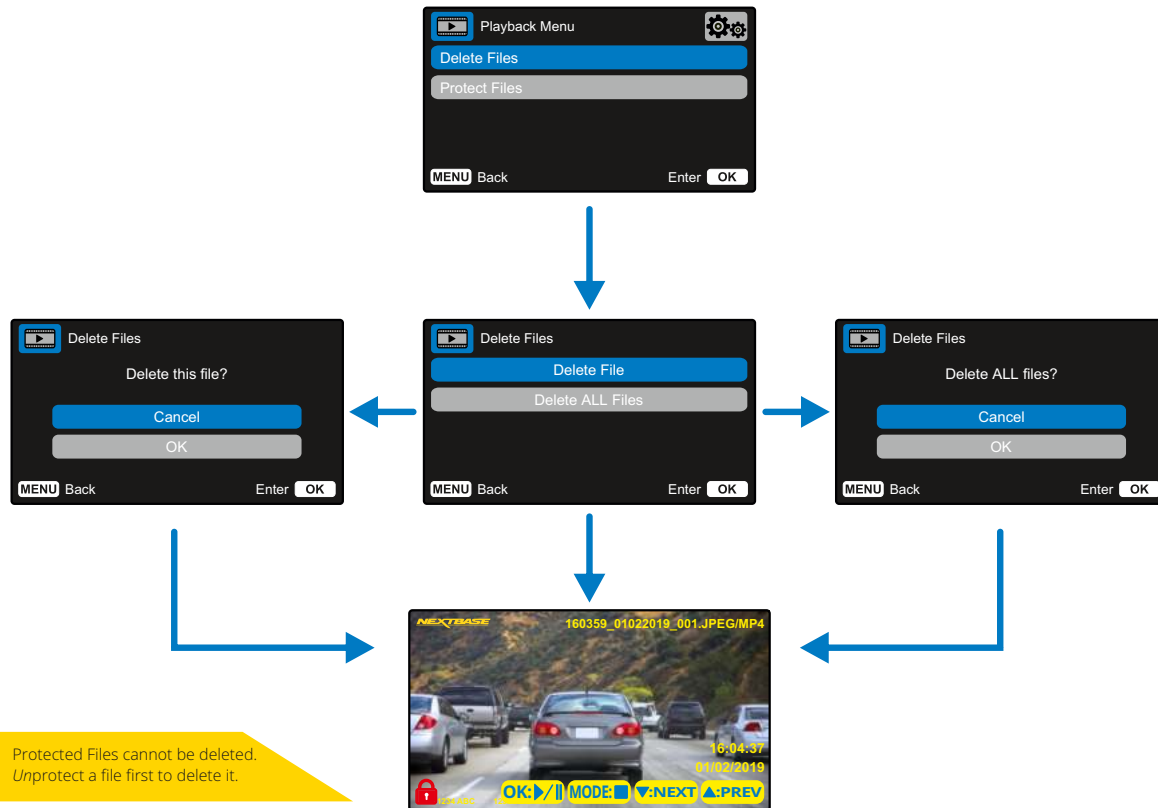 Playback Menu
Delete Files
Protect Files
MENU Back Enter OK
Delete Files
Delete this file?
Cancel
OK
MENU Back Enter OK
Delete Files
Delete File
Delete ALL Files
MENU Back Enter OK
Delete Files
Delete ALL files?
Cancel
OK
MENU Back Enter OK
NEXTBASE 160359_01022019_001.JPEG/MP4
16:04:37
01/02/2019
OK:▶/|| MODE:■ ▼:NEXT ▲:PREV
Protected Files cannot be deleted.
Unprotect a file first to delete it.